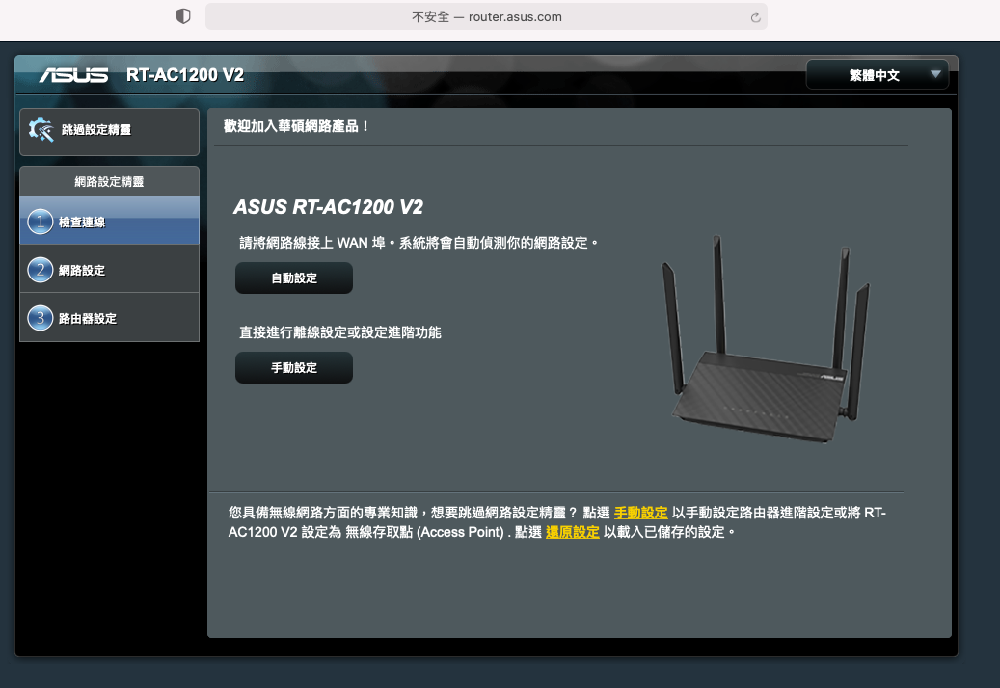 不安全 — router.asus.com
ASUS RT-AC1200 V2
繁體中文
跳過設定精靈
網路設定精靈
1 檢查連線
2 網路設定
3 路由器設定
歡迎加入華碩網路產品！
ASUS RT-AC1200 V2
請將網路線接上 WAN 埠。系統將會自動偵測你的網路設定。
自動設定
直接進行離線設定或設定進階功能
手動設定
ASUS
您具備無線網路方面的專業知識，想要跳過網路設定精靈？ 點選 手動設定 以手動設定路由器進階設定或將 RT-
AC1200 V2 設定為 無線存取點 (Access Point) . 點選 還原設定 以載入已儲存的設定。